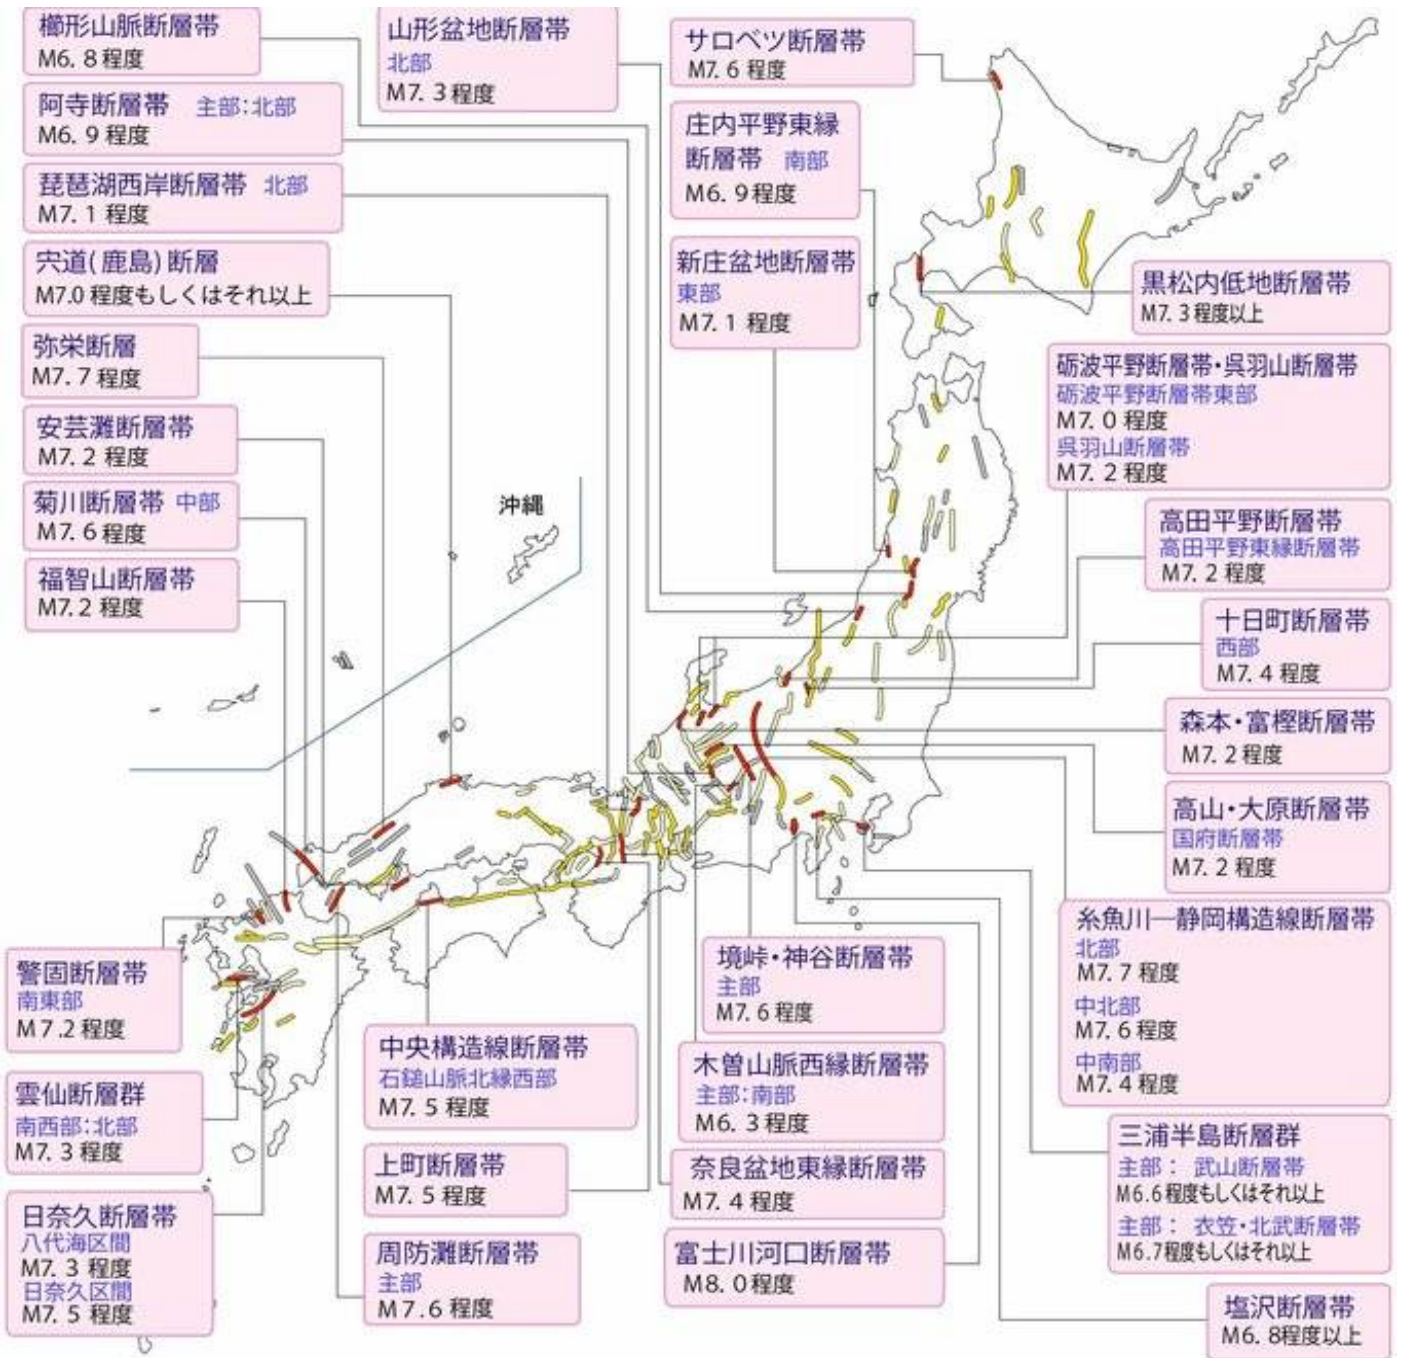 櫛形山脈断層帯
M6.8程度
阿寺断層帯 主部:北部
M6.9程度
琵琶湖西岸断層帯 北部
M7.1程度
宍道(鹿島)断層
M7.0程度もしくはそれ以上
弥栄断層
M7.7程度
安芸灘断層帯
M7.2程度
菊川断層帯 中部
M7.6程度
福智山断層帯
M7.2程度
山形盆地断層帯
北部
M7.3程度
サロベツ断層帯
M7.6程度
庄内平野東縁
断層帯 南部
M6.9程度
新庄盆地断層帯
東部
M7.1程度
黒松内低地断層帯
M7.3程度以上
砺波平野断層帯・呉羽山断層帯
砺波平野断層帯東部
M7.0程度
呉羽山断層帯
M7.2程度
高田平野断層帯
高田平野東縁断層帯
M7.2程度
十日町断層帯
西部
M7.4程度
森本・富樫断層帯
M7.2程度
高山・大原断層帯
国府断層帯
M7.2程度
糸魚川―静岡構造線断層帯
北部
M7.7程度
中北部
M7.6程度
中南部
M7.4程度
沖縄
警固断層帯
南東部
M7.2程度
雲仙断層群
南西部:北部
M7.3程度
日奈久断層帯
八代海区間
M7.3程度
日奈久区間
M7.5程度
中央構造線断層帯
石鎚山脈北縁西部
M7.5程度
上町断層帯
M7.5程度
周防灘断層帯
主部
M7.6程度
境峠・神谷断層帯
主部
M7.6程度
木曽山脈西縁断層帯
主部:南部
M6.3程度
奈良盆地東縁断層帯
M7.4程度
富士川河口断層帯
M8.0程度
三浦半島断層群
主部: 武山断層帯
M6.6程度もしくはそれ以上
主部: 衣笠・北武断層帯
M6.7程度もしくはそれ以上
塩沢断層帯
M6.8程度以上